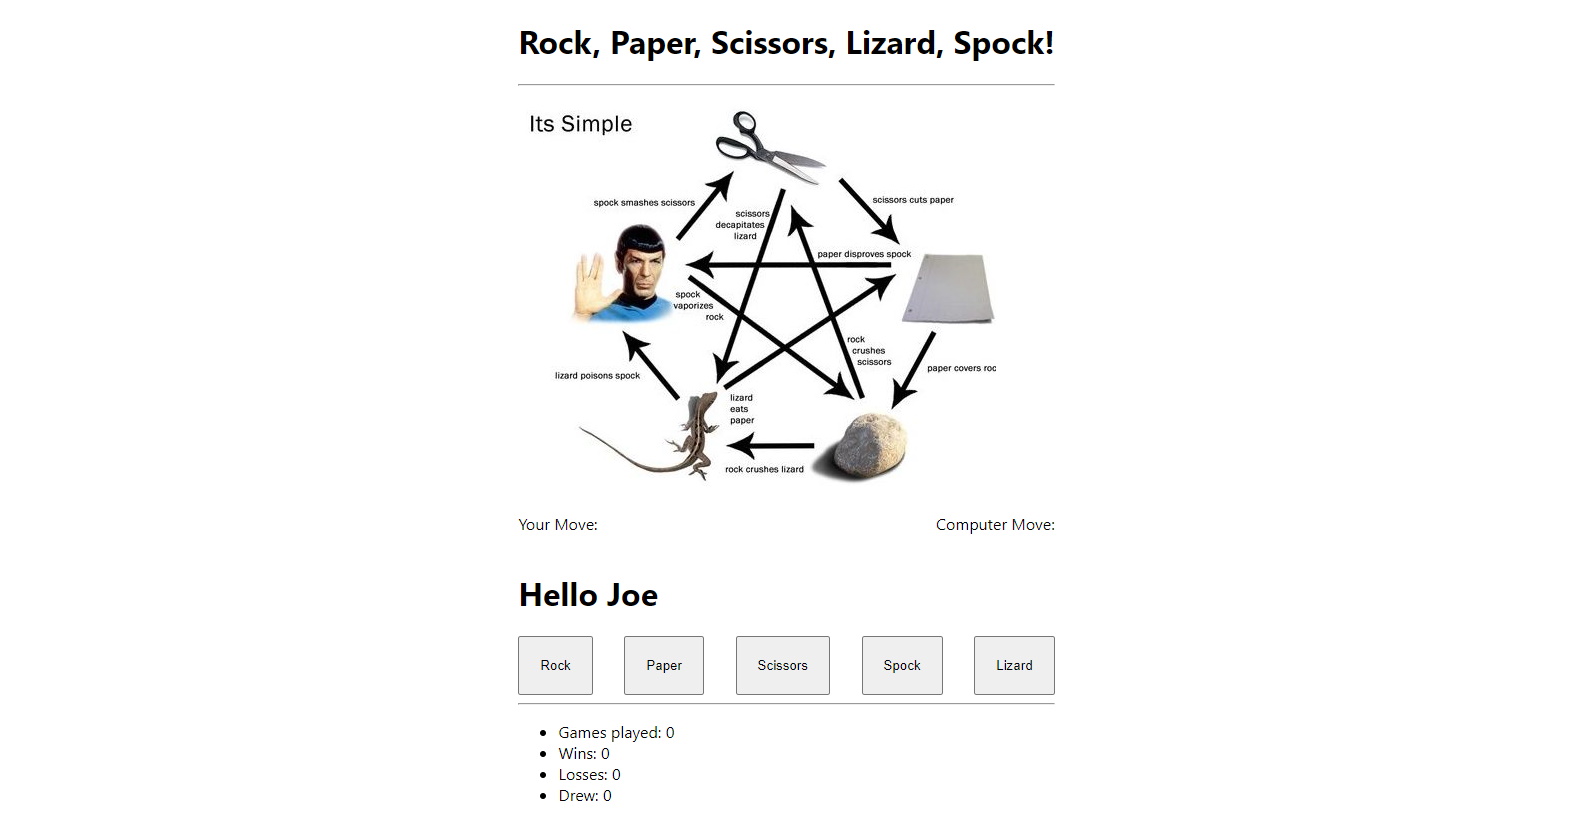 Rock, Paper, Scissors, Lizard, Spock!
Its Simple
spock smashes scissors
scissors cuts paper
scissors
decapitates
lizard
paper disproves spock
spock
vaporizes
rock
rock
crushes
scissors
lizard poisons spock
paper covers roc
lizard
eats
paper
rock crushes lizard
Your Move:
Computer Move:
Hello Joe
Rock
Paper
Scissors
Spock
Lizard
Games played: 0
Wins: 0
Losses: 0
Drew: 0